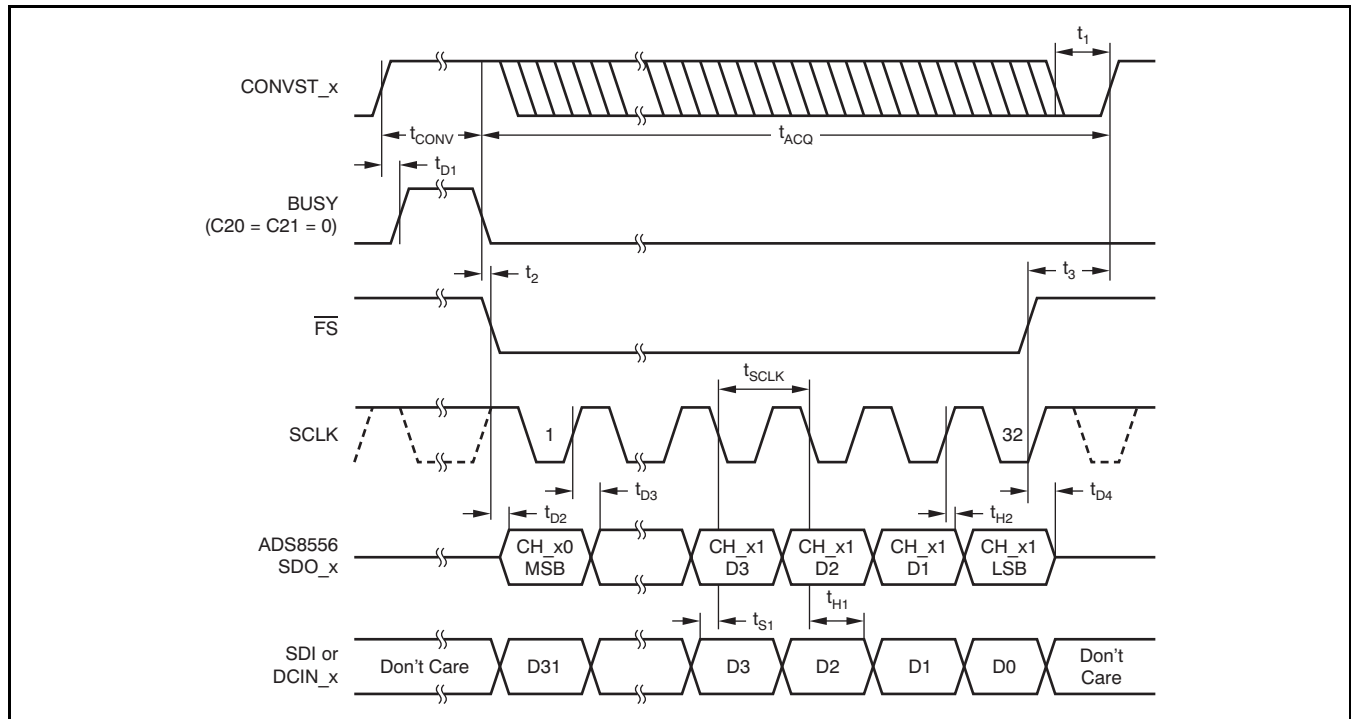 t1
CONVST_x
tCONV
tACQ
tD1
BUSY
(C20 = C21 = 0)
t2
t3
FS
tSCLK
SCLK
1
32
tD3
tD4
tD2
tH2
ADS8556
SDO_x
CH_x0
MSB
CH_x1
D3
CH_x1
D2
CH_x1
D1
CH_x1
LSB
tS1
tH1
SDI or
DCIN_x
Don't Care
D31
D3
D2
D1
D0
Don't
Care